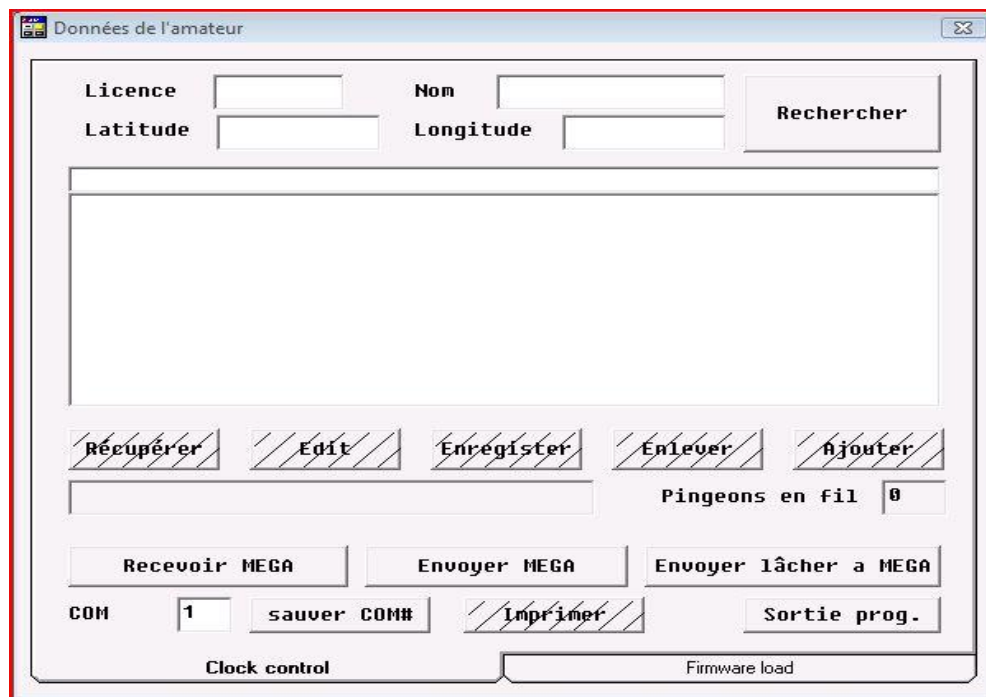 Données de l'amateur
Licence Nom Rechercher
Latitude Longitude
Récupérer Edit Enregister Enlever Ajouter
Pingeons en fil 0
Recevoir MEGA Envoyer MEGA Envoyer lâcher a MEGA
COM 1 sauver COM# Imprimer Sortie prog.
Clock control Firmware load